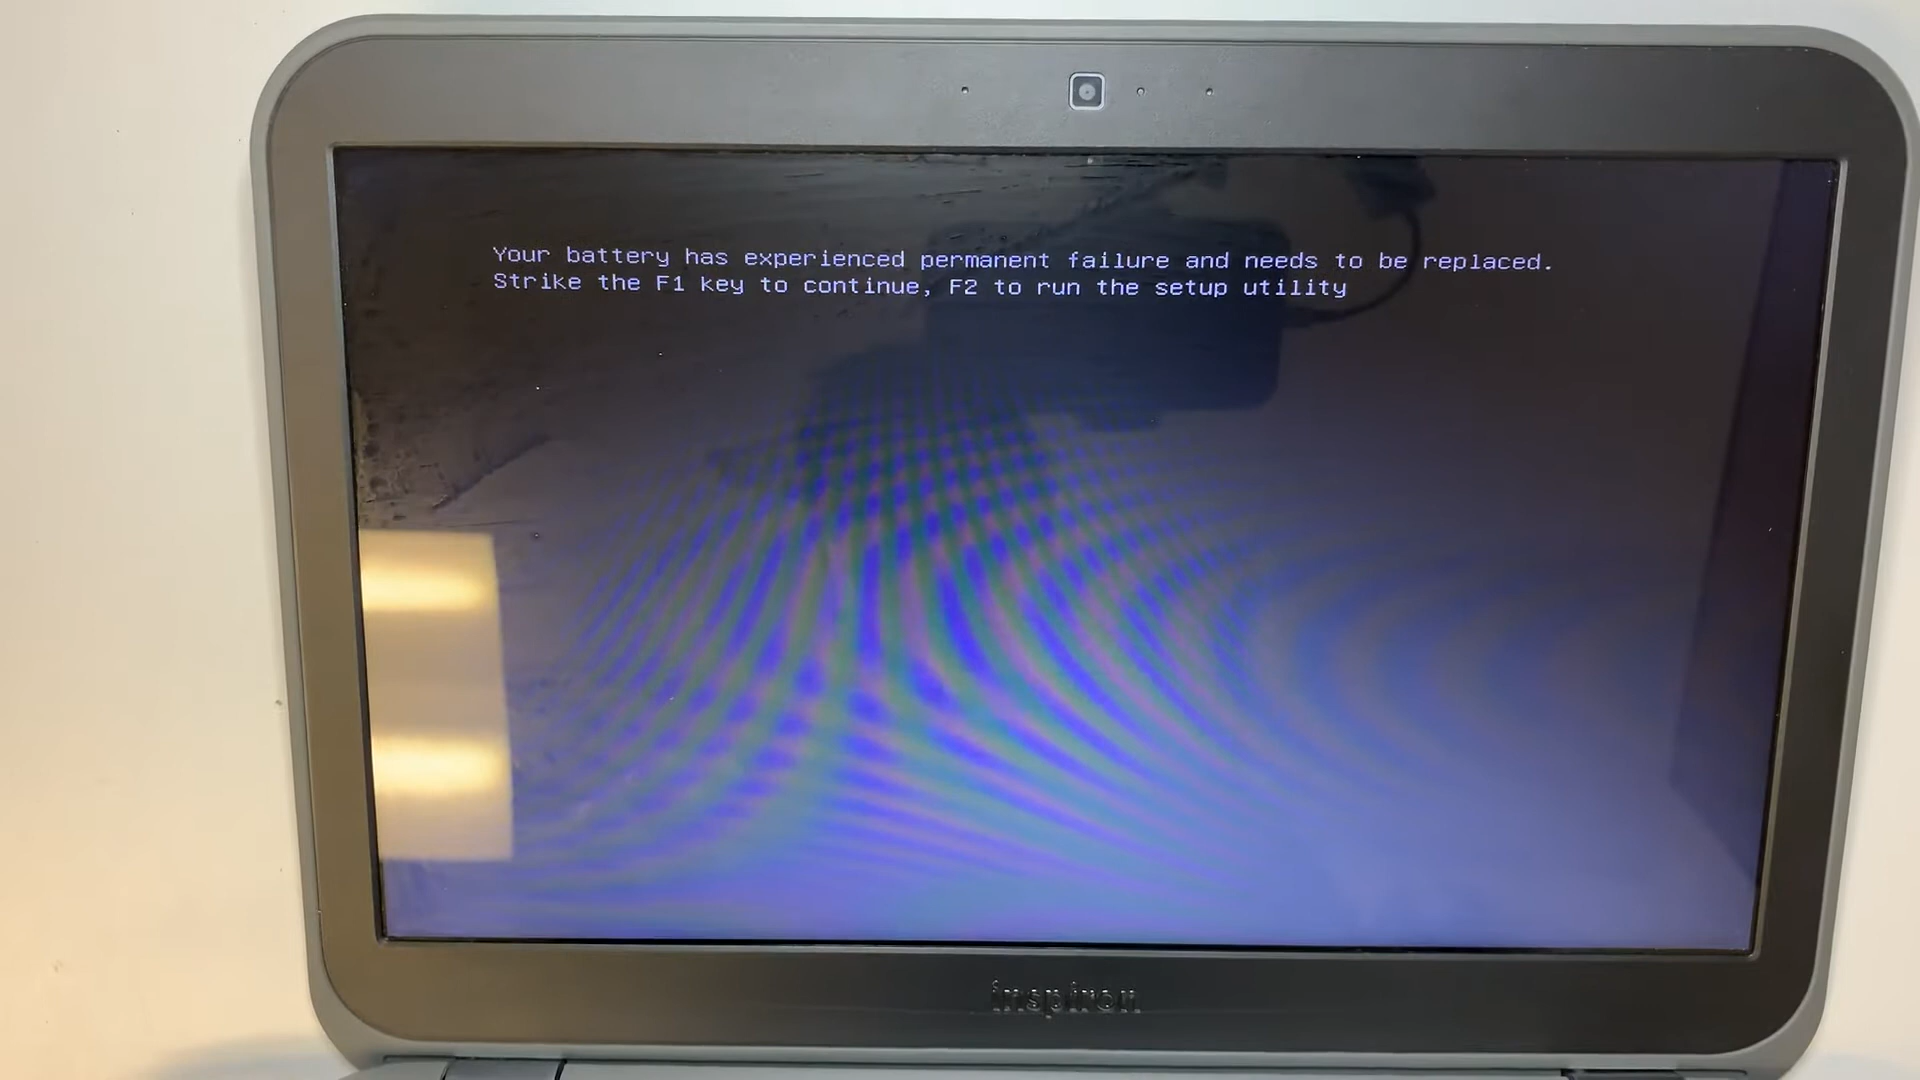 Your battery has experienced permanent failure and needs to be replaced.
Strike the F1 key to continue, F2 to run the setup utility
inspiron